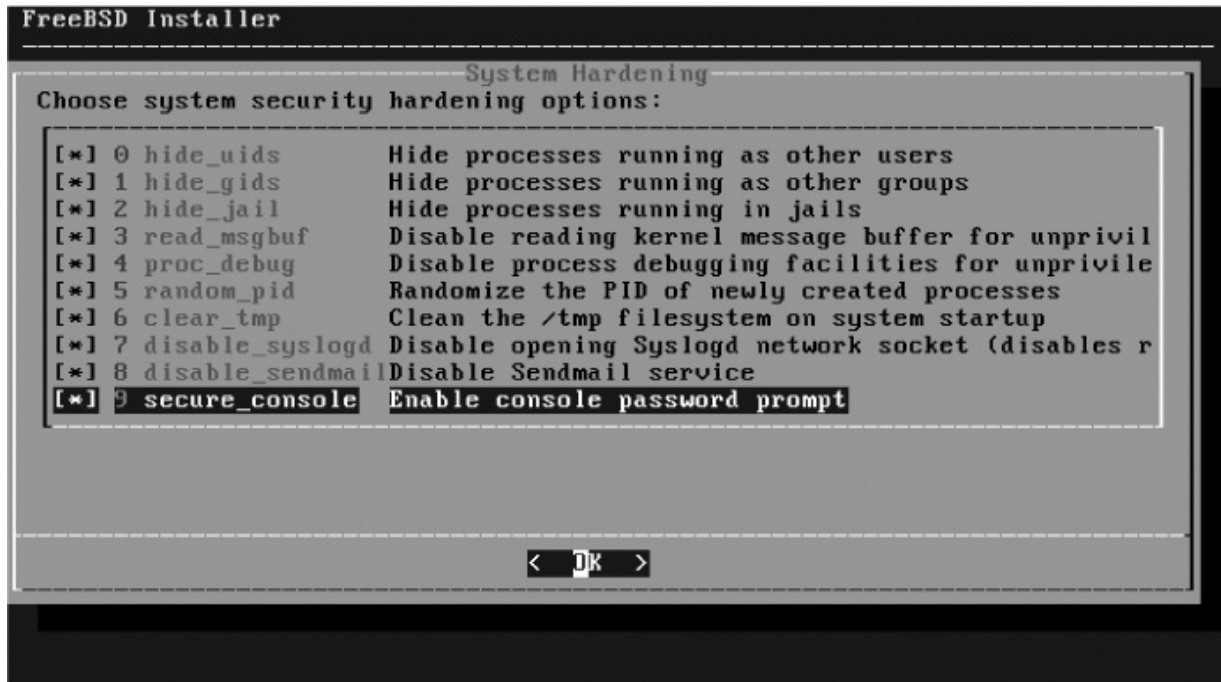 FreeBSD Installer
System Hardening
Choose system security hardening options:
[*] 0 hide_uids Hide processes running as other users
[*] 1 hide_gids Hide processes running as other groups
[*] 2 hide_jail Hide processes running in jails
[*] 3 read_msgbuf Disable reading kernel message buffer for unprivil
[*] 4 proc_debug Disable process debugging facilities for unprivile
[*] 5 random_pid Randomize the PID of newly created processes
[*] 6 clear_tmp Clean the /tmp filesystem on system startup
[*] 7 disable_syslogd Disable opening Syslogd network socket (disables r
[*] 8 disable_sendmailDisable Sendmail service
[*] 9 secure_console Enable console password prompt
< OK >